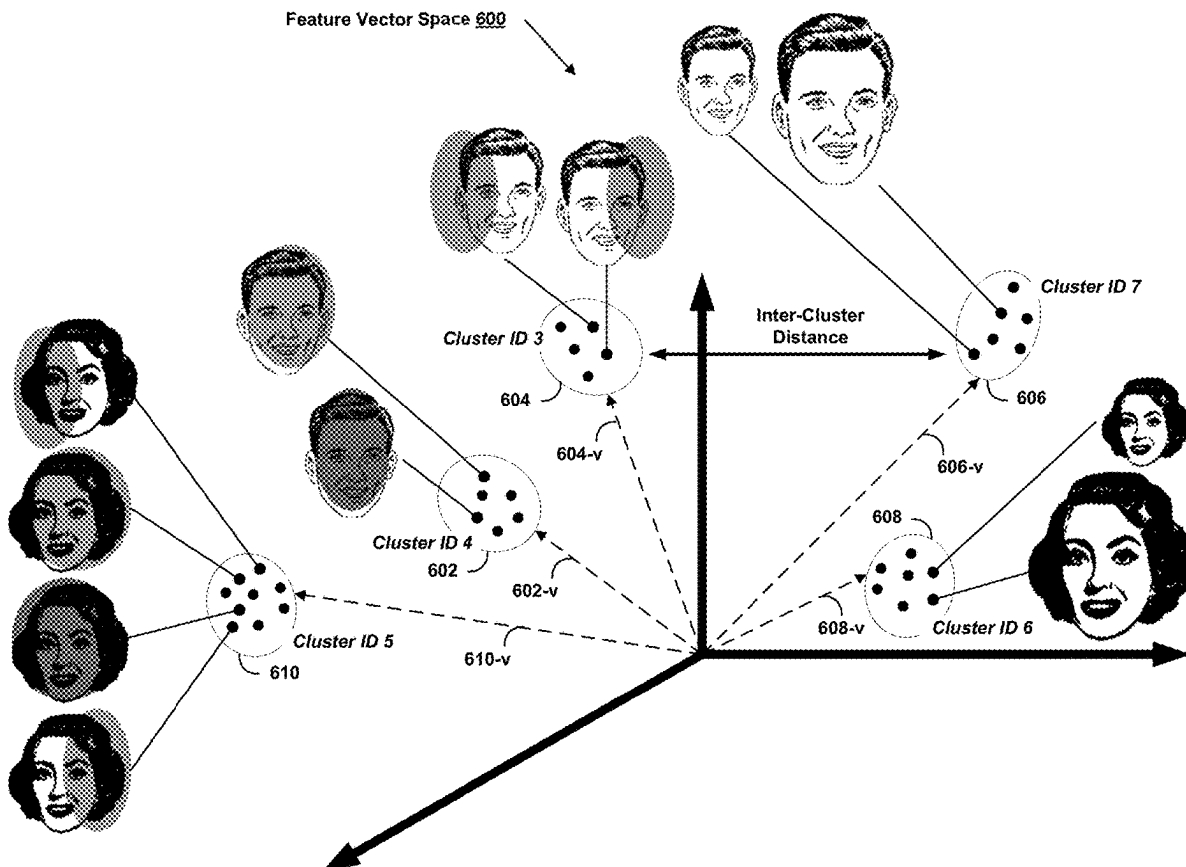 Feature Vector Space 600
Cluster ID 7
Inter-Cluster
Distance
Cluster ID 3
604
606
604-v
606-v
608
Cluster ID 4
602
602-v
608-v
Cluster ID 6
Cluster ID 5
610-v
610